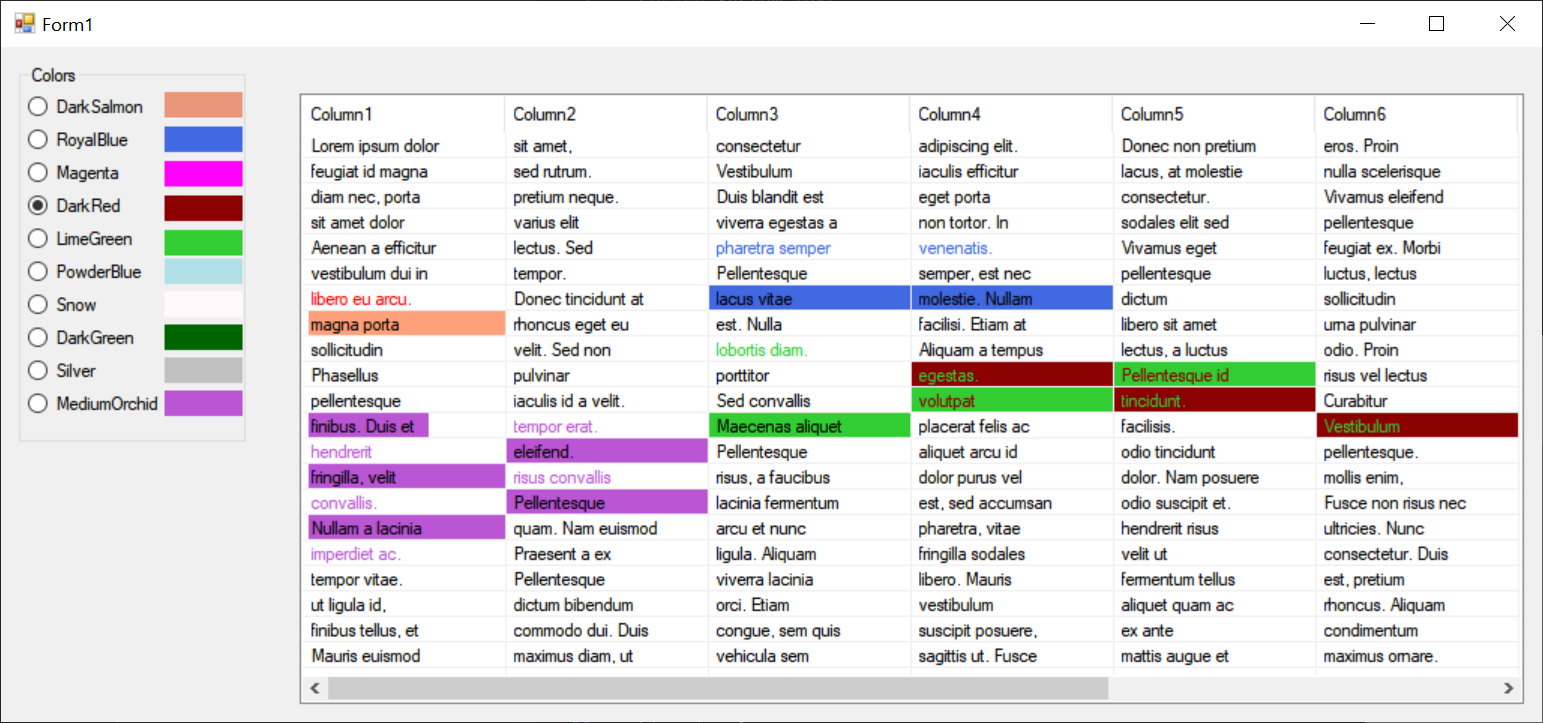 Form1
Colors
DarkSalmon
RoyalBlue
Magenta
DarkRed
LimeGreen
PowderBlue
Snow
DarkGreen
Silver
MediumOrchid
Column1 Column2 Column3 Column4 Column5 Column6
Lorem ipsum dolor sit amet, consectetur adipiscing elit. Donec non pretium eros. Proin
feugiat id magna sed rutrum. Vestibulum iaculis efficitur lacus, at molestie nulla scelerisque
diam nec, porta pretium neque. Duis blandit est eget porta consectetur. Vivamus eleifend
sit amet dolor varius elit viverra egestas a non tortor. In sodales elit sed pellentesque
Aenean a efficitur lectus. Sed pharetra semper venenatis. Vivamus eget feugiat ex. Morbi
vestibulum dui in tempor. Pellentesque semper, est nec pellentesque luctus, lectus
libero eu arcu. Donec tincidunt at lacus vitae molestie. Nullam dictum sollicitudin
magna porta rhoncus eget eu est. Nulla facilisi. Etiam at libero sit amet urna pulvinar
sollicitudin velit. Sed non lobortis diam. Aliquam a tempus lectus, a luctus odio. Proin
Phasellus pulvinar porttitor egestas. Pellentesque id risus vel lectus
pellentesque iaculis id a velit. Sed convallis volutpat tincidunt. Curabitur
finibus. Duis et tempor erat. Maecenas aliquet placerat felis ac facilisis. Vestibulum
hendrerit eleifend. Pellentesque aliquet arcu id odio tincidunt pellentesque.
fringilla, velit risus convallis risus, a faucibus dolor purus vel dolor. Nam posuere mollis enim,
convallis. Pellentesque lacinia fermentum est, sed accumsan odio suscipit et. Fusce non risus nec
Nullam a lacinia quam. Nam euismod arcu et nunc pharetra, vitae hendrerit risus ultricies. Nunc
imperdiet ac. Praesent a ex ligula. Aliquam fringilla sodales velit ut consectetur. Duis
tempor vitae. Pellentesque viverra lacinia libero. Mauris fermentum tellus est, pretium
ut ligula id, dictum bibendum orci. Etiam vestibulum aliquet quam ac rhoncus. Aliquam
finibus tellus, et commodo dui. Duis congue, sem quis suscipit posuere, ex ante condimentum
Mauris euismod maximus diam, ut vehicula sem sagittis ut. Fusce mattis augue et maximus ornare.